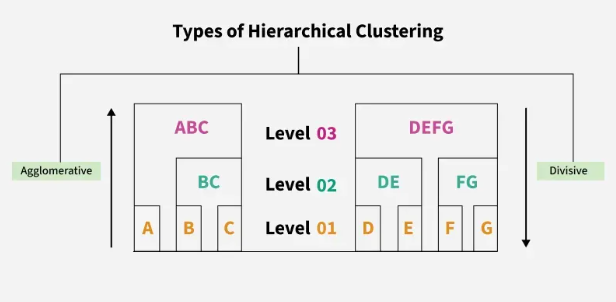 Types of Hierarchical Clustering
ABC Level 03 DEFG
Agglomerative BC Level 02 DE FG Divisive
A B C Level 01 D E F G